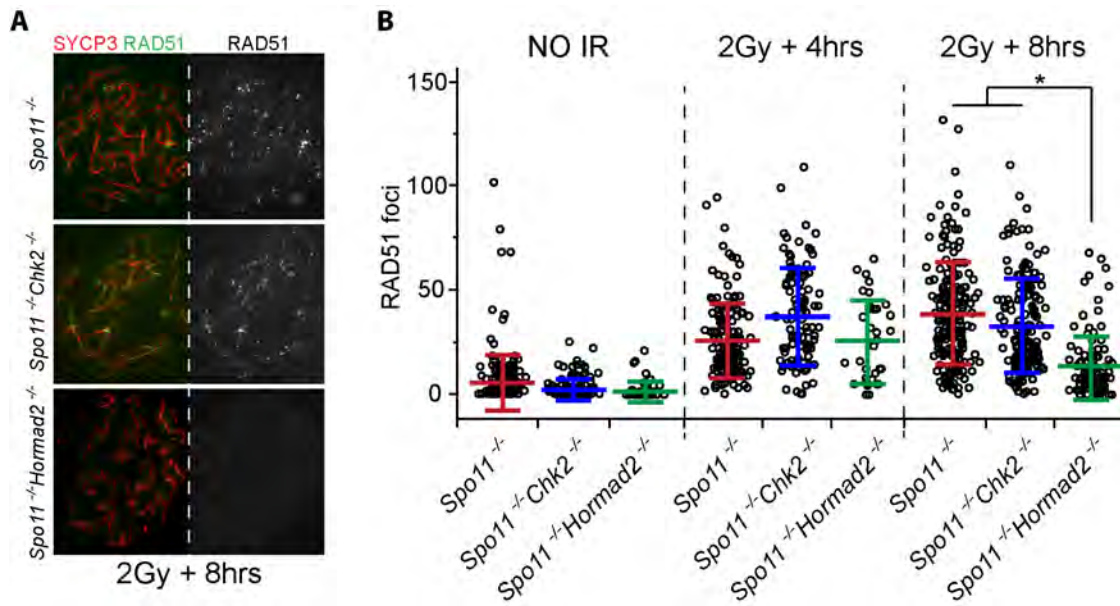 A
SYCP3 RAD51 RAD51
Spo11 -/-
Spo11 -/- Chk2 -/-
Spo11 -/- Hormad2 -/-
2Gy + 8hrs
B
NO IR 2Gy + 4hrs 2Gy + 8hrs
*
RAD51 foci
150
100
50
0
Spo11 -/- Spo11 -/- Chk2 -/- Spo11 -/- Hormad2 -/- Spo11 -/- Spo11 -/- Chk2 -/- Spo11 -/- Hormad2 -/- Spo11 -/- Spo11 -/- Chk2 -/- Spo11 -/- Hormad2 -/-